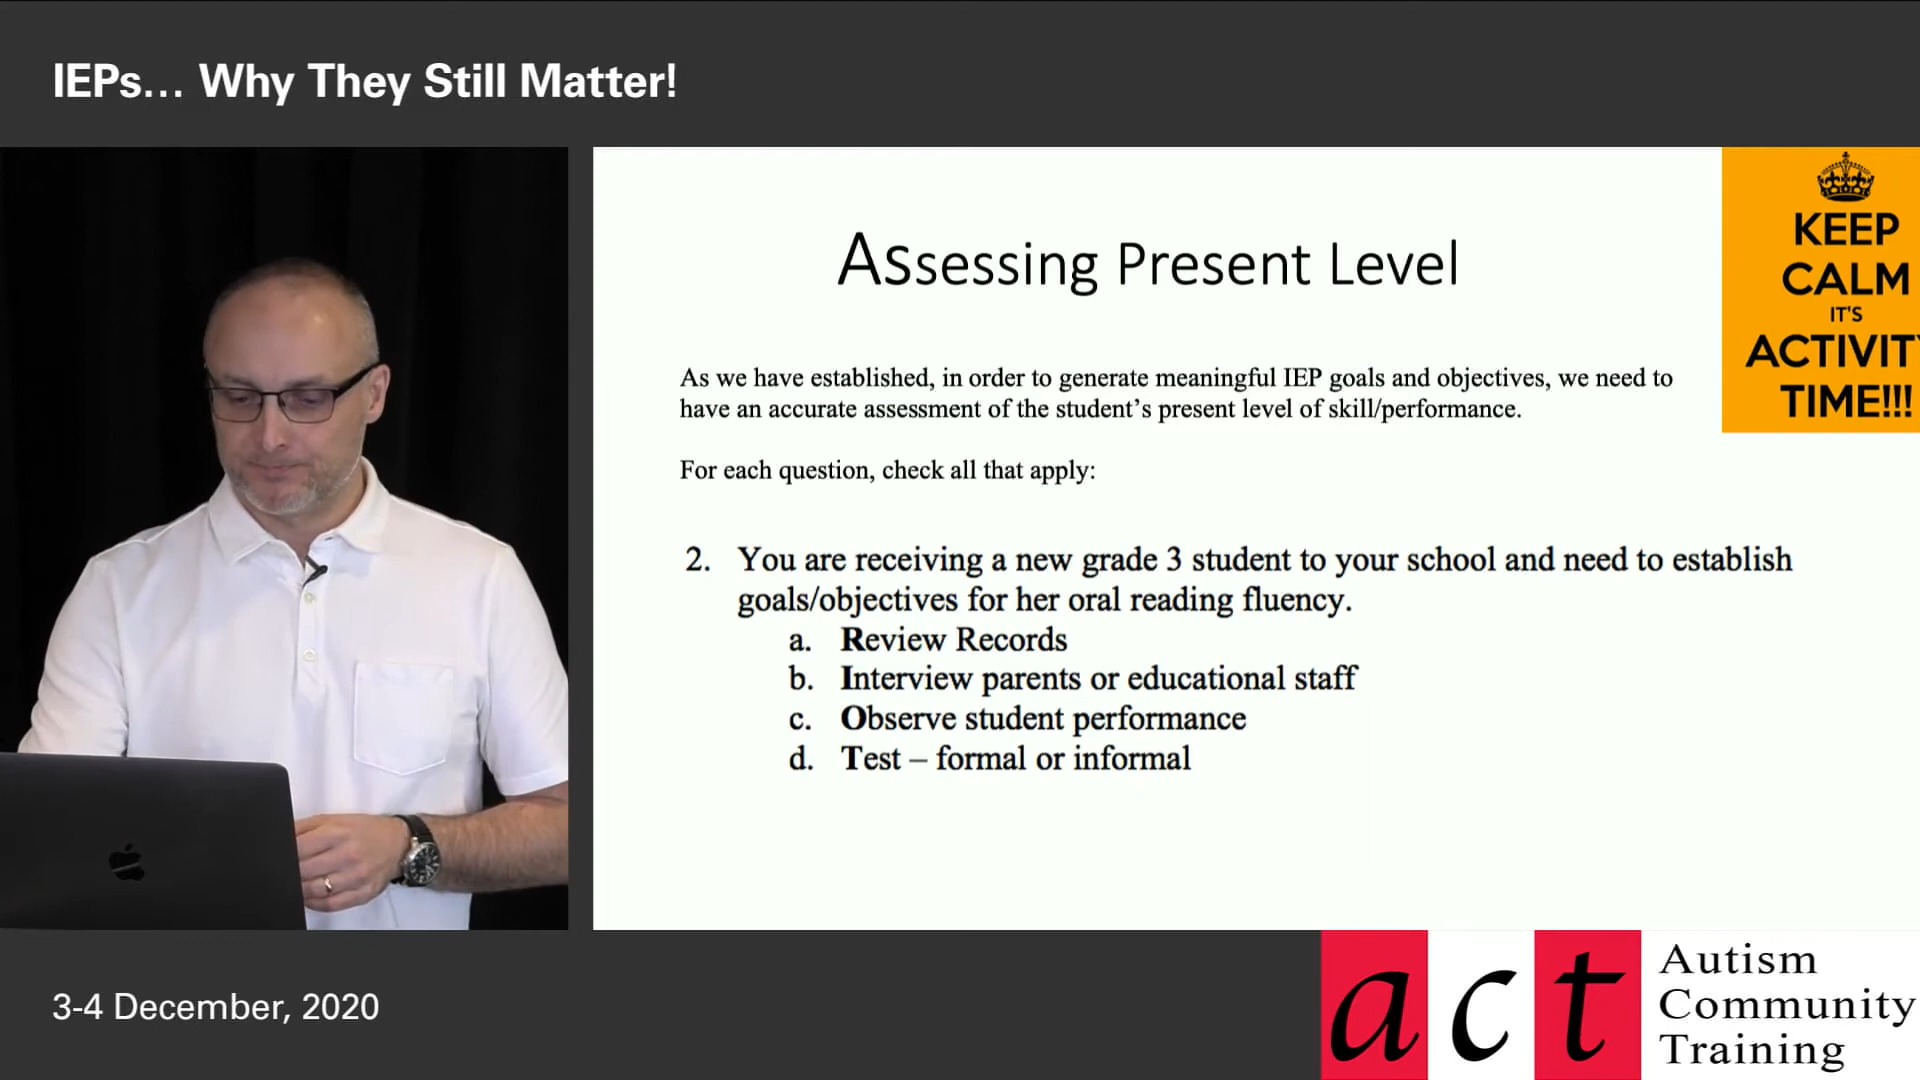 IEPs… Why They Still Matter!
Assessing Present Level
KEEP
CALM
IT'S
ACTIVITY
TIME!!!
As we have established, in order to generate meaningful IEP goals and objectives, we need to
have an accurate assessment of the student’s present level of skill/performance.
For each question, check all that apply:
2. You are receiving a new grade 3 student to your school and need to establish
goals/objectives for her oral reading fluency.
a. Review Records
b. Interview parents or educational staff
c. Observe student performance
d. Test – formal or informal
3-4 December, 2020
act
Autism
Community
Training